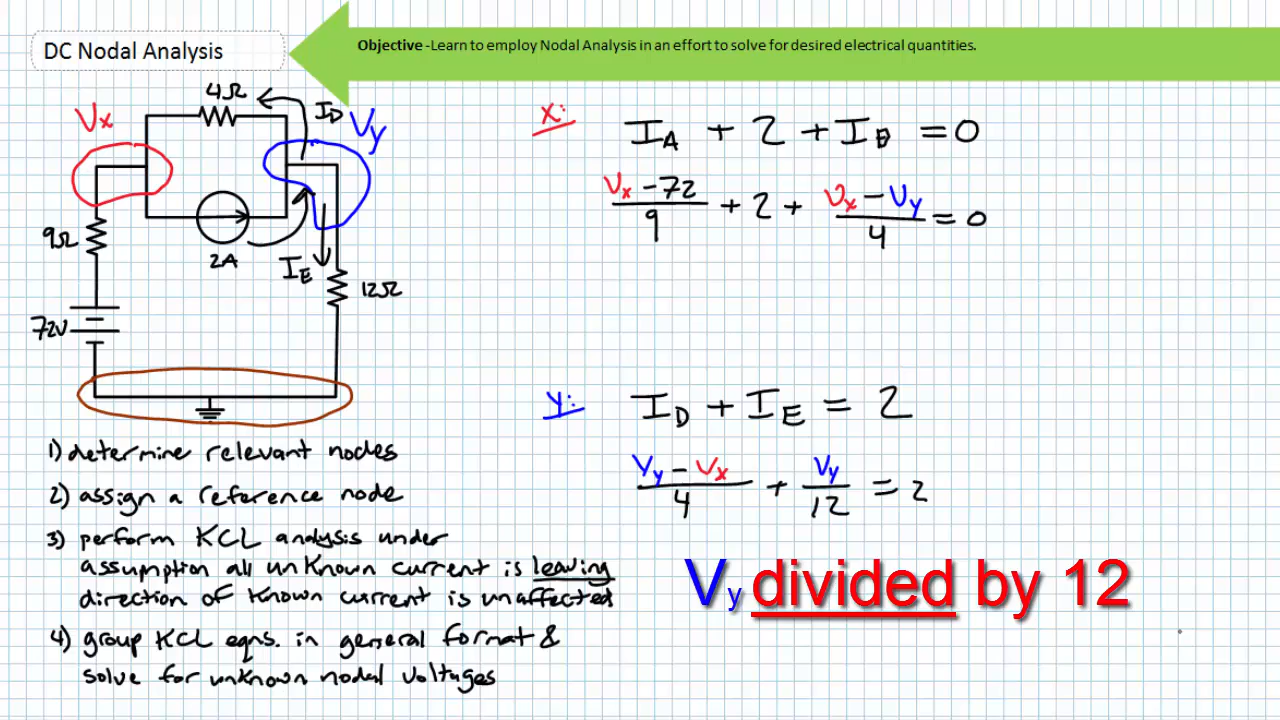 DC Nodal Analysis
Objective -Learn to employ Nodal Analysis in an effort to solve for desired electrical quantities.
4Ω
Vx
ID
Vy
9Ω
2A
IE
12Ω
72V
1) determine relevant nodes
2) assign a reference node
3) perform KCL analysis under
assumption all unknown current is leaving
direction of known current is unaffected
4) group KCL eqns. in general format &
solve for unknown nodal voltages
x:
IA + 2 + IB = 0
Vx - 72 / 9 + 2 + Vx - Vy / 4 = 0
y:
ID + IE = 2
Vy - Vx / 4 + Vy / 12 = 2
Vy divided by 12